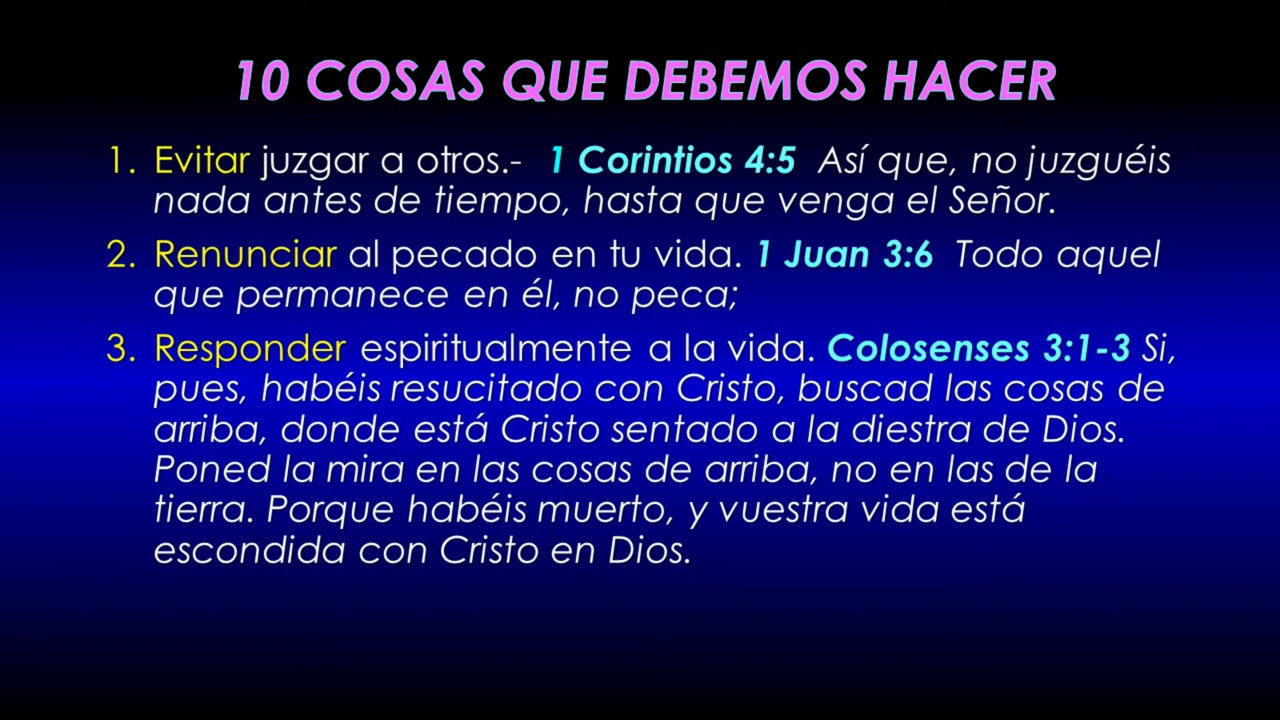 10 COSAS QUE DEBEMOS HACER
1. Evitar juzgar a otros.- 1 Corintios 4:5 Así que, no juzguéis
nada antes de tiempo, hasta que venga el Señor.
2. Renunciar al pecado en tu vida. 1 Juan 3:6 Todo aquel
que permanece en él, no peca;
3. Responder espiritualmente a la vida. Colosenses 3:1-3 Si,
pues, habéis resucitado con Cristo, buscad las cosas de
arriba, donde está Cristo sentado a la diestra de Dios.
Poned la mira en las cosas de arriba, no en las de la
tierra. Porque habéis muerto, y vuestra vida está
escondida con Cristo en Dios.